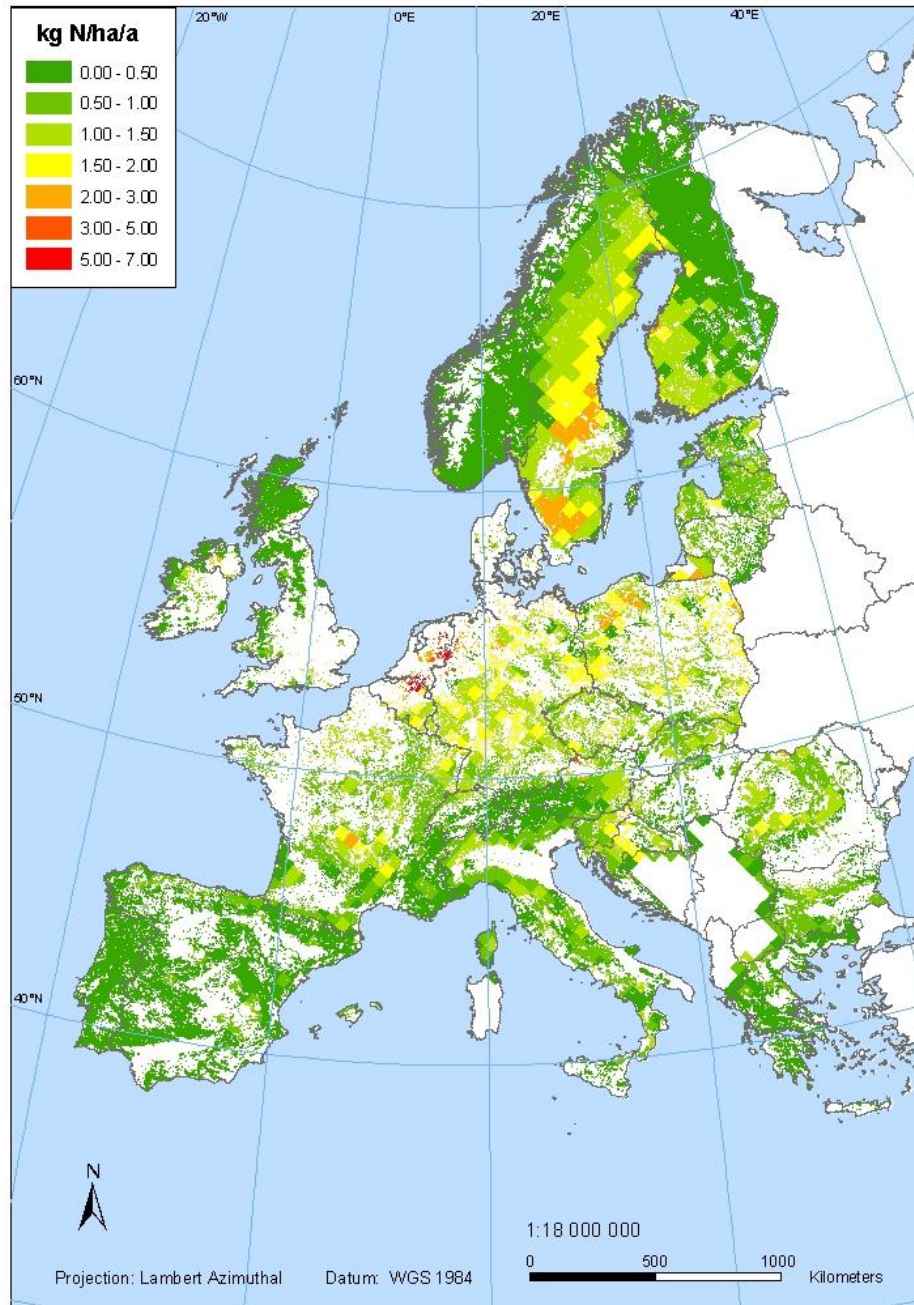 20°W 0°E 20°E 40°E
kg N/ha/a
0.00 - 0.50
0.50 - 1.00
1.00 - 1.50
1.50 - 2.00
2.00 - 3.00
3.00 - 5.00
5.00 - 7.00
60°N
50°N
40°N
N
1:18 000 000
0 500 1000
Kilometers
Projection: Lambert Azimuthal Datum: WGS 1984